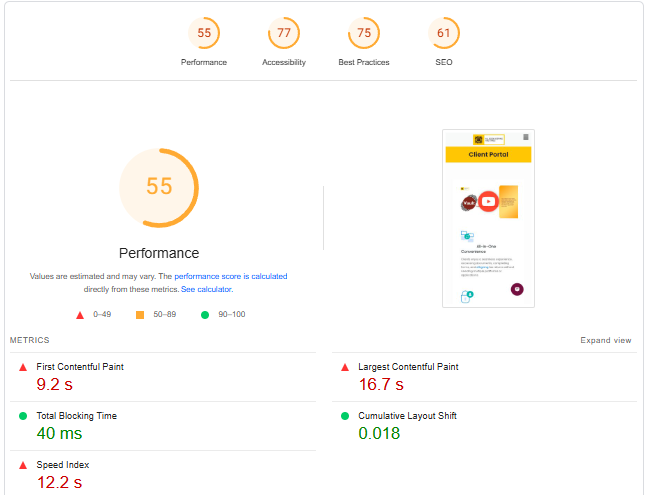 55
77
75
61
Performance
Accessibility
Best Practices
SEO
55
Performance
Values are estimated and may vary. The performance score is calculated
directly from these metrics. See calculator.
0–49
50–89
90–100
Client Portal
Vault
All-in-One
Convenience
METRICS
Expand view
First Contentful Paint
9.2 s
Largest Contentful Paint
16.7 s
Total Blocking Time
40 ms
Cumulative Layout Shift
0.018
Speed Index
12.2 s